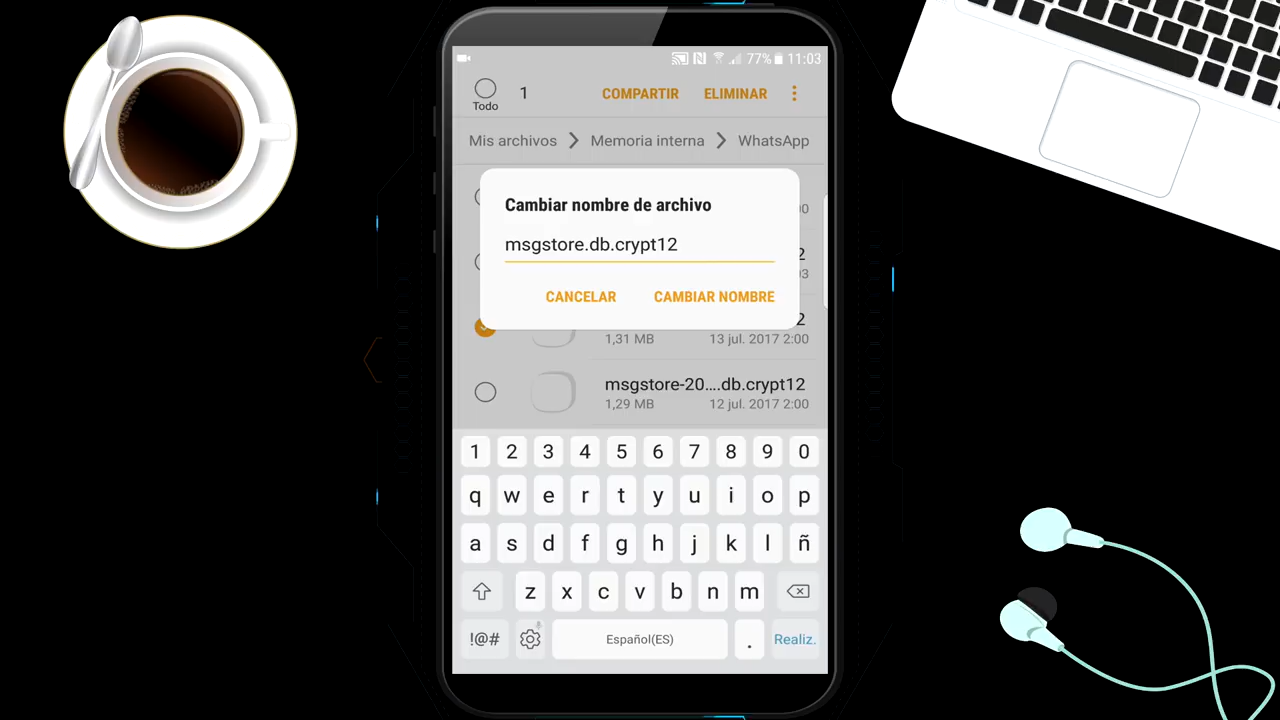 77% 11:03
Todo 1 COMPARTIR ELIMINAR
Mis archivos Memoria interna WhatsApp
Cambiar nombre de archivo
msgstore.db.crypt12
CANCELAR CAMBIAR NOMBRE
1,31 MB 13 jul. 2017 2:00
msgstore-20....db.crypt12
1,29 MB 12 jul. 2017 2:00
1 2 3 4 5 6 7 8 9 0
q w e r t y u i o p
a s d f g h j k l ñ
z x c v b n m
!@# Español(ES) . Realiz.